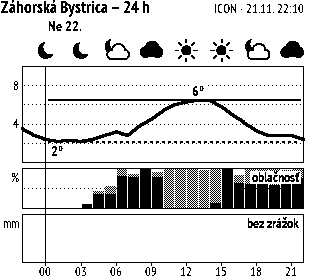 Záhorská Bystrica – 24 h
ICON · 21.11. 22:10
Ne 22.
8
6°
4
2°
%
oblačnosť
mm
bez zrážok
00 03 06 09 12 15 18 21